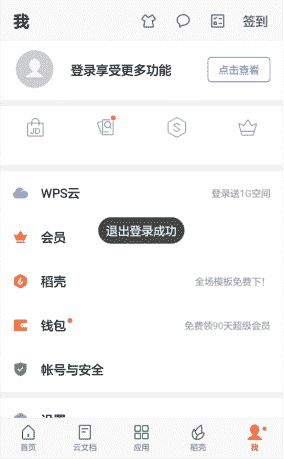 我
签到
登录享受更多功能
点击查看
JD
WPS云
登录送1G空间
退出登录成功
会员
稻壳
全场模板免费下！
钱包
免费领90天超级会员
帐号与安全
设置
首页
云文档
应用
稻壳
我